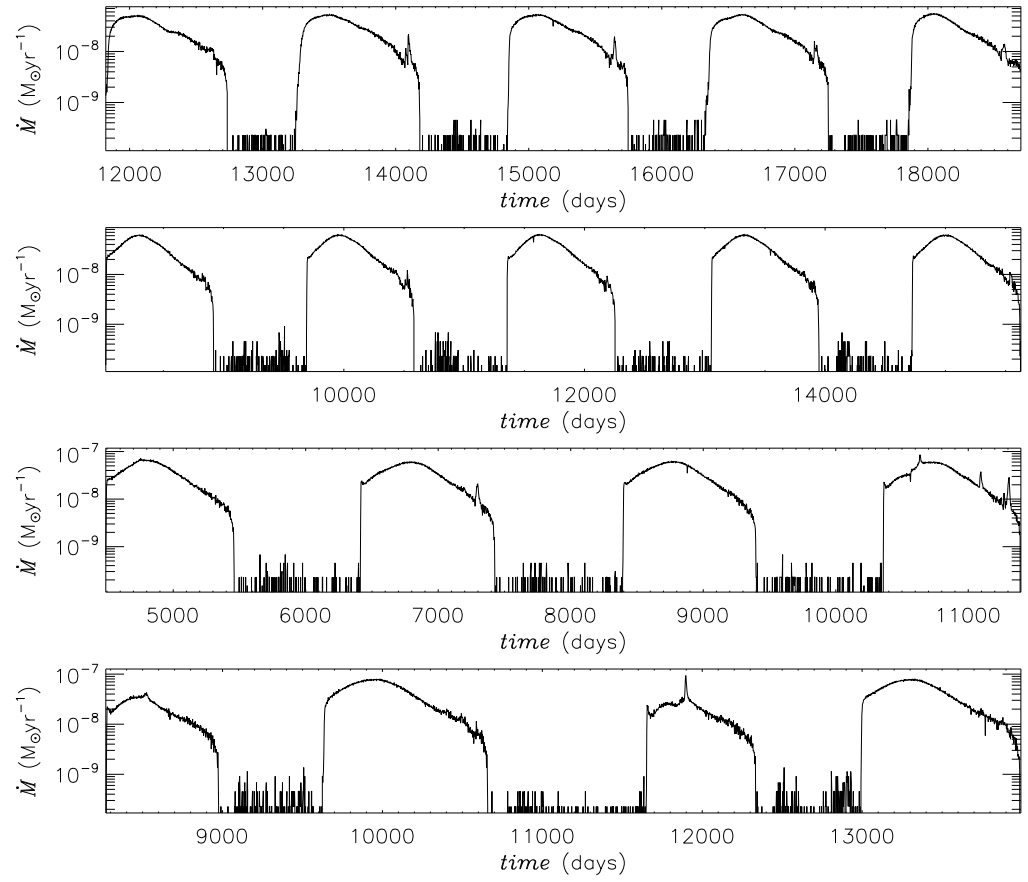 Ṁ (M⊙yr⁻¹)
10⁻⁸
10⁻⁹
12000 13000 14000 15000 16000 17000 18000
time (days)
Ṁ (M⊙yr⁻¹)
10⁻⁸
10⁻⁹
10000 12000 14000
time (days)
Ṁ (M⊙yr⁻¹)
10⁻⁷
10⁻⁸
10⁻⁹
5000 6000 7000 8000 9000 10000 11000
time (days)
Ṁ (M⊙yr⁻¹)
10⁻⁷
10⁻⁸
10⁻⁹
9000 10000 11000 12000 13000
time (days)